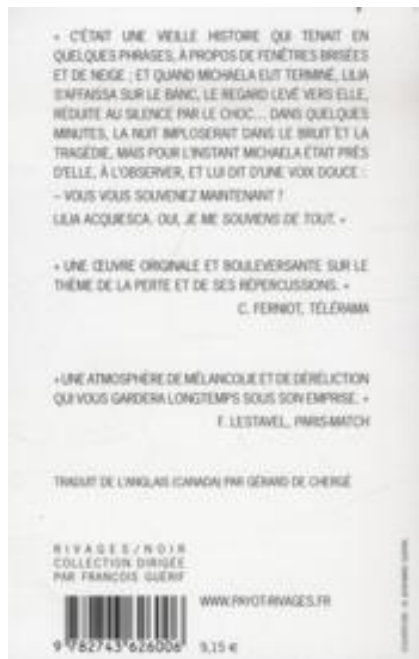 « C'ÉTAIT UNE VIEILLE HISTOIRE QUI TENAIT EN
QUELQUES PHRASES, À PROPOS DE FENÊTRES BRISÉES
ET DE NEIGE ; ET QUAND MICHAELA EUT TERMINÉ, LILIA
S'AFFAISSA SUR LE BANC, LE REGARD LEVÉ VERS ELLE,
RÉDUITE AU SILENCE PAR LE CHOC... DANS QUELQUES
MINUTES, LA NUIT IMPLOSERAIT DANS LE BRUIT ET LA
TRAGÉDIE, MAIS POUR L'INSTANT MICHAELA ÉTAIT PRÈS
D'ELLE, À L'OBSERVER, ET LUI DIT D'UNE VOIX DOUCE :
– VOUS VOUS SOUVENEZ MAINTENANT ?
LILIA ACQUIESCA. OUI, JE ME SOUVIENS DE TOUT. »
« UNE ŒUVRE ORIGINALE ET BOULEVERSANTE SUR LE
THÈME DE LA PERTE ET DE SES RÉPERCUSSIONS. »
C. FERNIOT, TÉLÉRAMA
« UNE ATMOSPHÈRE DE MÉLANCOLIE ET DE DÉRÉLICTION
QUI VOUS GARDERA LONGTEMPS SOUS SON EMPRISE. »
F. LESTAVEL, PARIS-MATCH
TRADUIT DE L'ANGLAIS (CANADA) PAR GÉRARD DE CHERGÉ
RIVAGES/NOIR
COLLECTION DIRIGÉE
PAR FRANÇOIS GUÉRIF
WWW.PAYOT-RIVAGES.FR
9 782743 626006
9,15 €